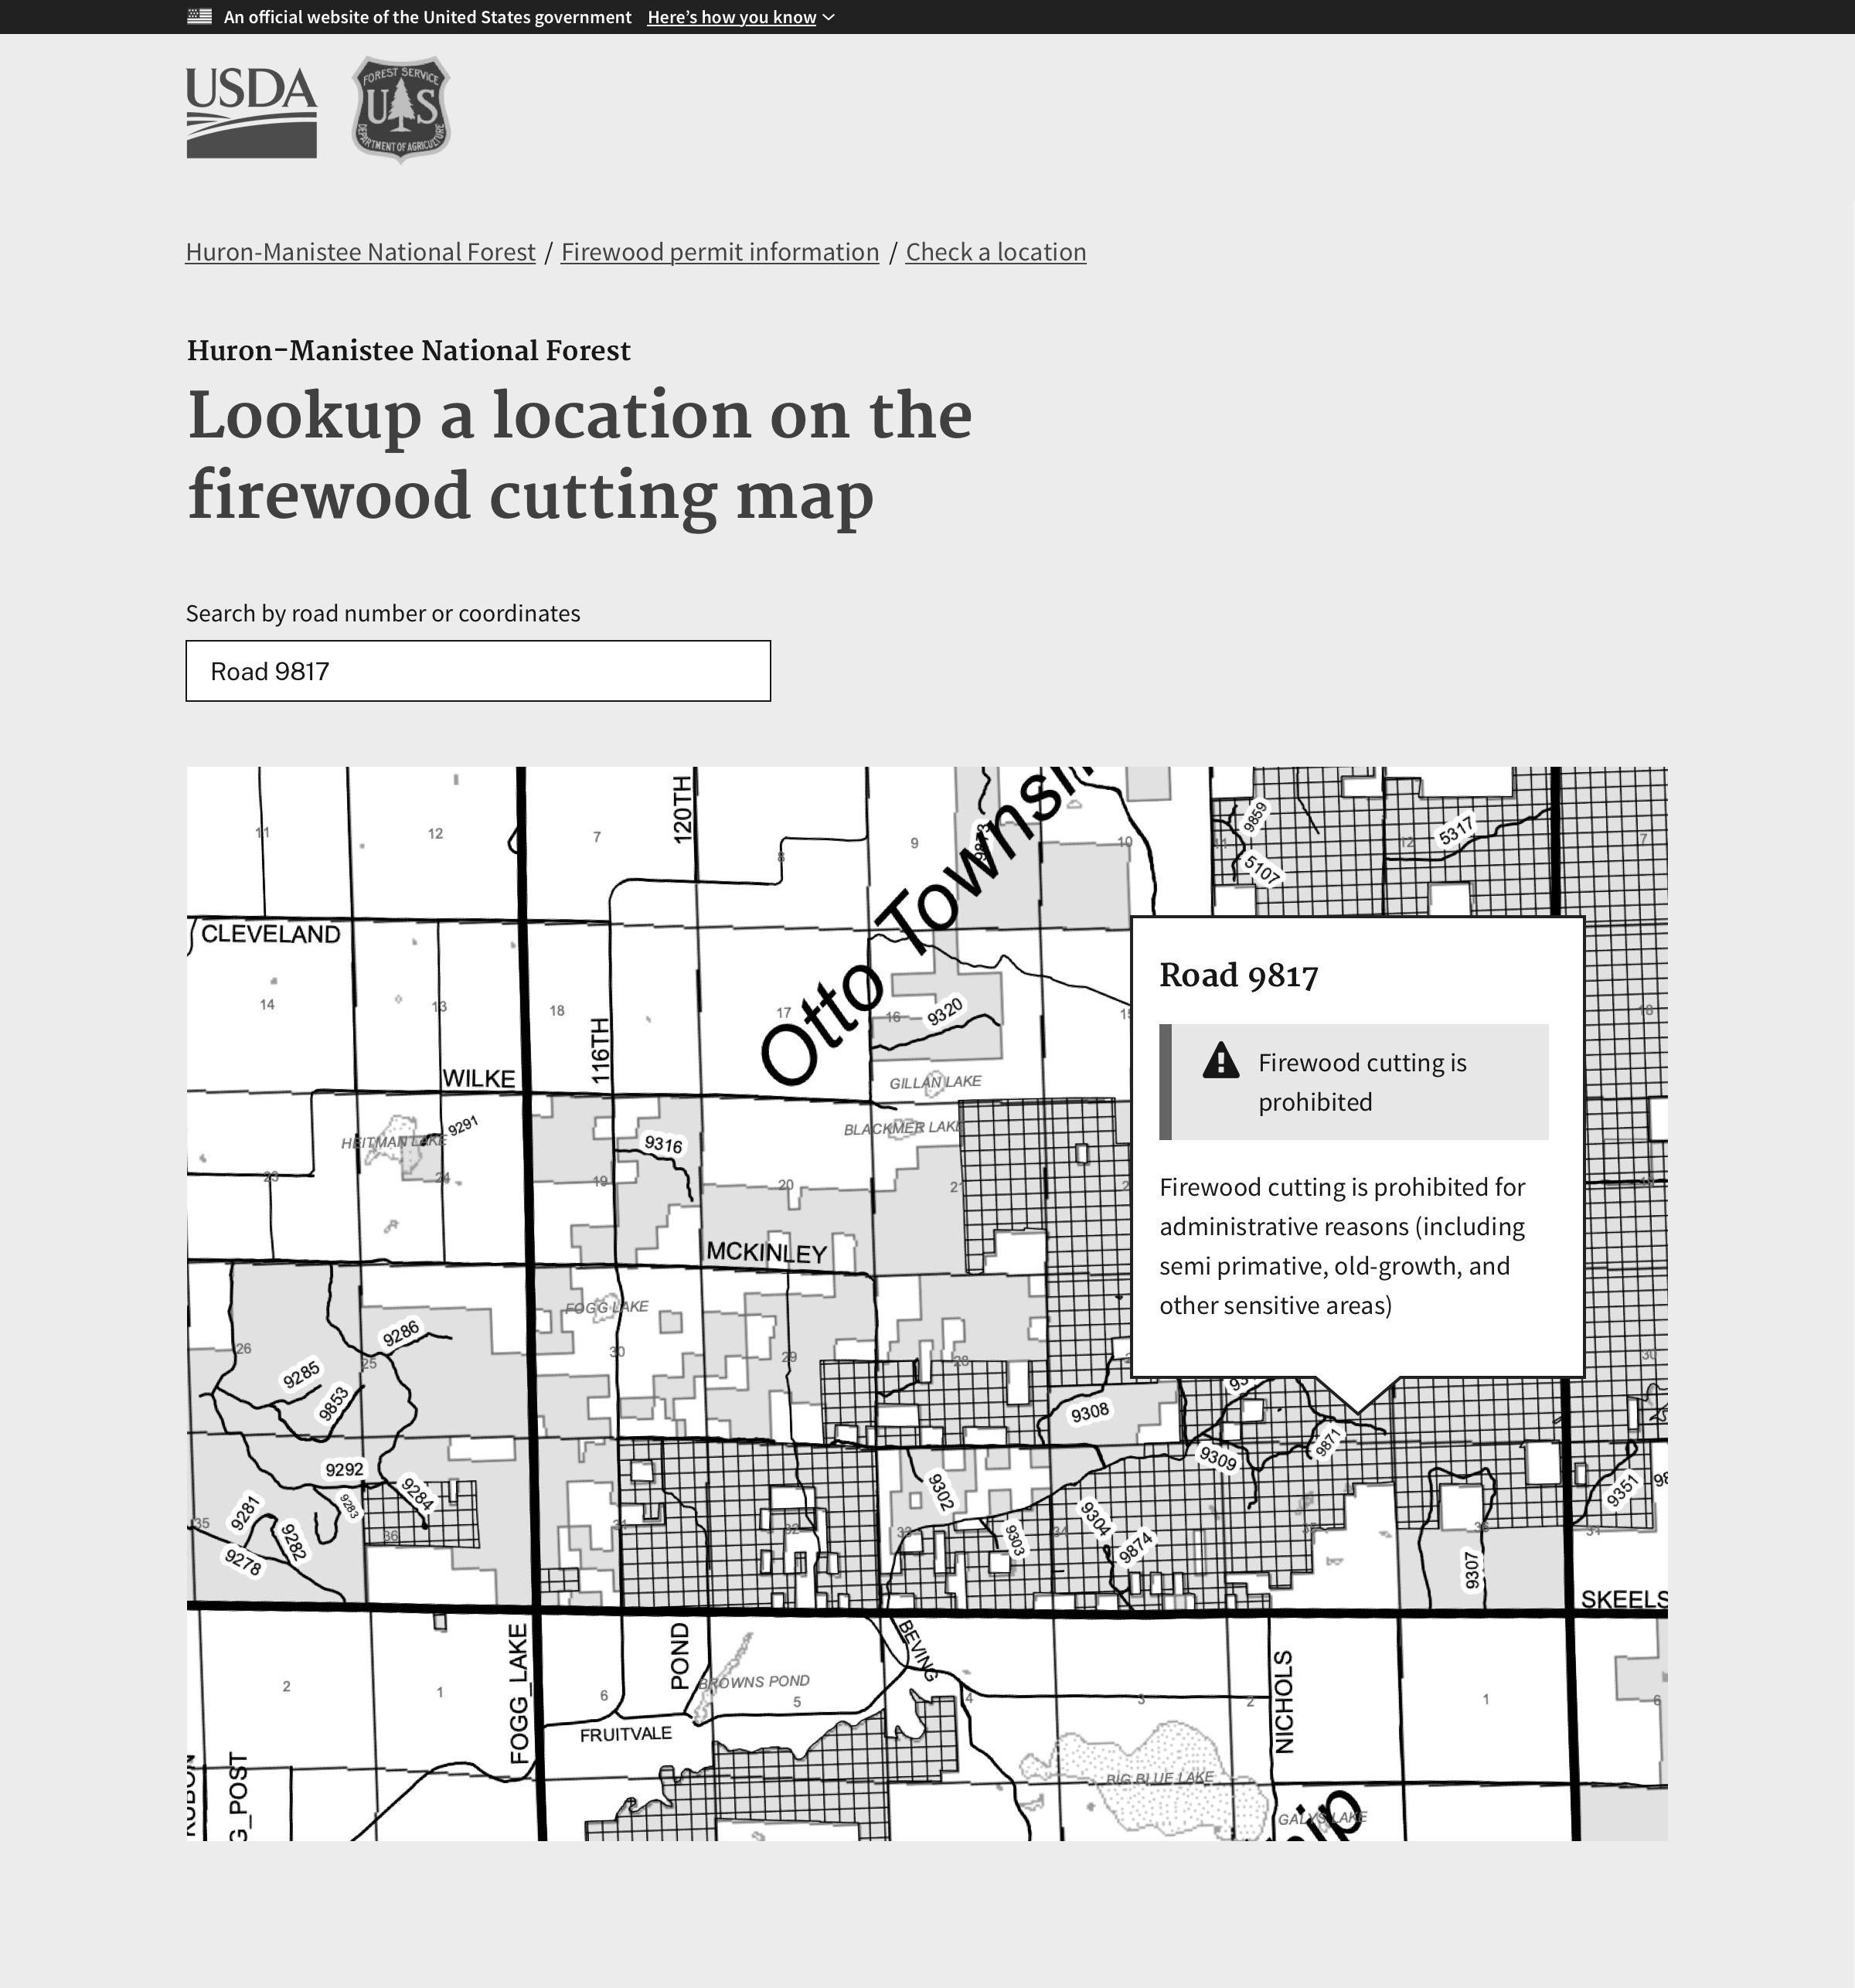 An official website of the United States government Here’s how you know
USDA
FOREST SERVICE
U S
DEPARTMENT OF AGRICULTURE
Huron-Manistee National Forest / Firewood permit information / Check a location
Huron-Manistee National Forest
Lookup a location on the
firewood cutting map
Search by road number or coordinates
Road 9817
11
12
7
120TH
8
9
9873
10
11
9859
5107
12
5317
7
Otto Townshi
CLEVELAND
14
13
18
116TH
17
16
9320
18
WILKE
GILLAN LAKE
BLACKMER LAKE
HEITMAN LAKE
9291
23
24
19
9316
20
MCKINLEY
Road 9817
Firewood cutting is
prohibited
Firewood cutting is prohibited for
administrative reasons (including
semi primative, old-growth, and
other sensitive areas)
FOGG LAKE
26
25
9286
9285
9853
30
29
28
30
9308
9309
9871
9292
9281
9282
9283
9284
9278
35
36
31
32
33
9302
9303
34
9304
9874
9307
9351
31
SKEELS
2
1
FOGG_LAKE
6
POND
BROWNS POND
5
BEVING
4
3
2
NICHOLS
1
6
FRUITVALE
G_POST
BIG BLUE LAKE
GALYS LAKE
hip